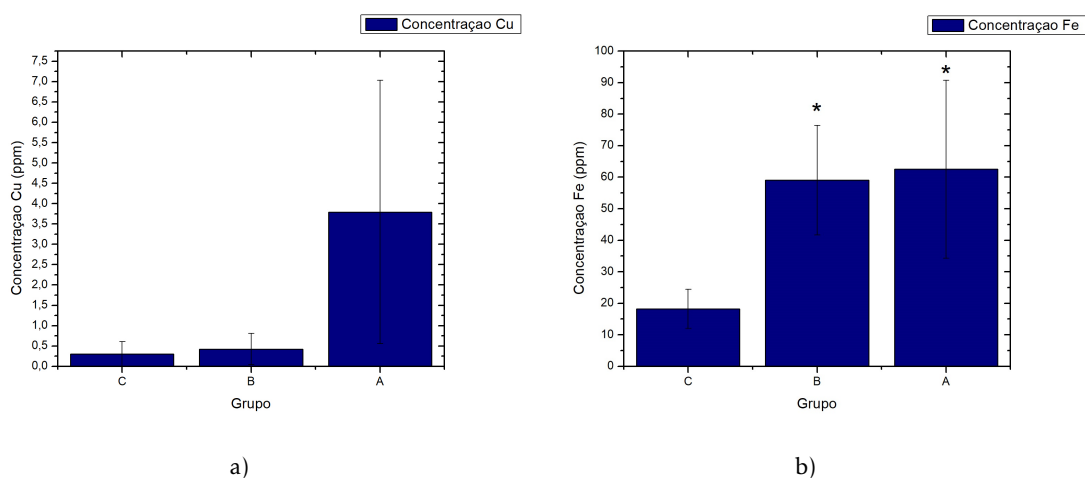 Concentraçao Cu
7,5
7,0
6,5
6,0
5,5
5,0
4,5
4,0
3,5
3,0
2,5
2,0
1,5
1,0
0,5
0,0
Concentraçao Cu (ppm)
C B A
Grupo
a)
Concentraçao Fe
100
90
80
70
60
50
40
30
20
10
0
Concentraçao Fe (ppm)
* *
C B A
Grupo
b)